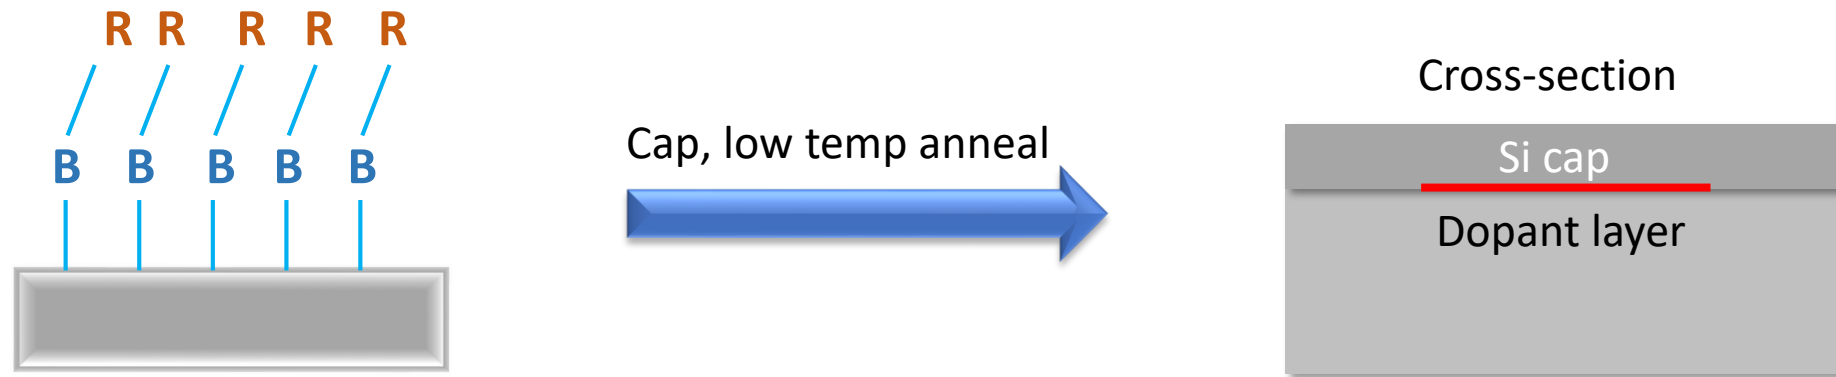 R R R R R
B B B B B
Cap, low temp anneal
Cross-section
Si cap
Dopant layer